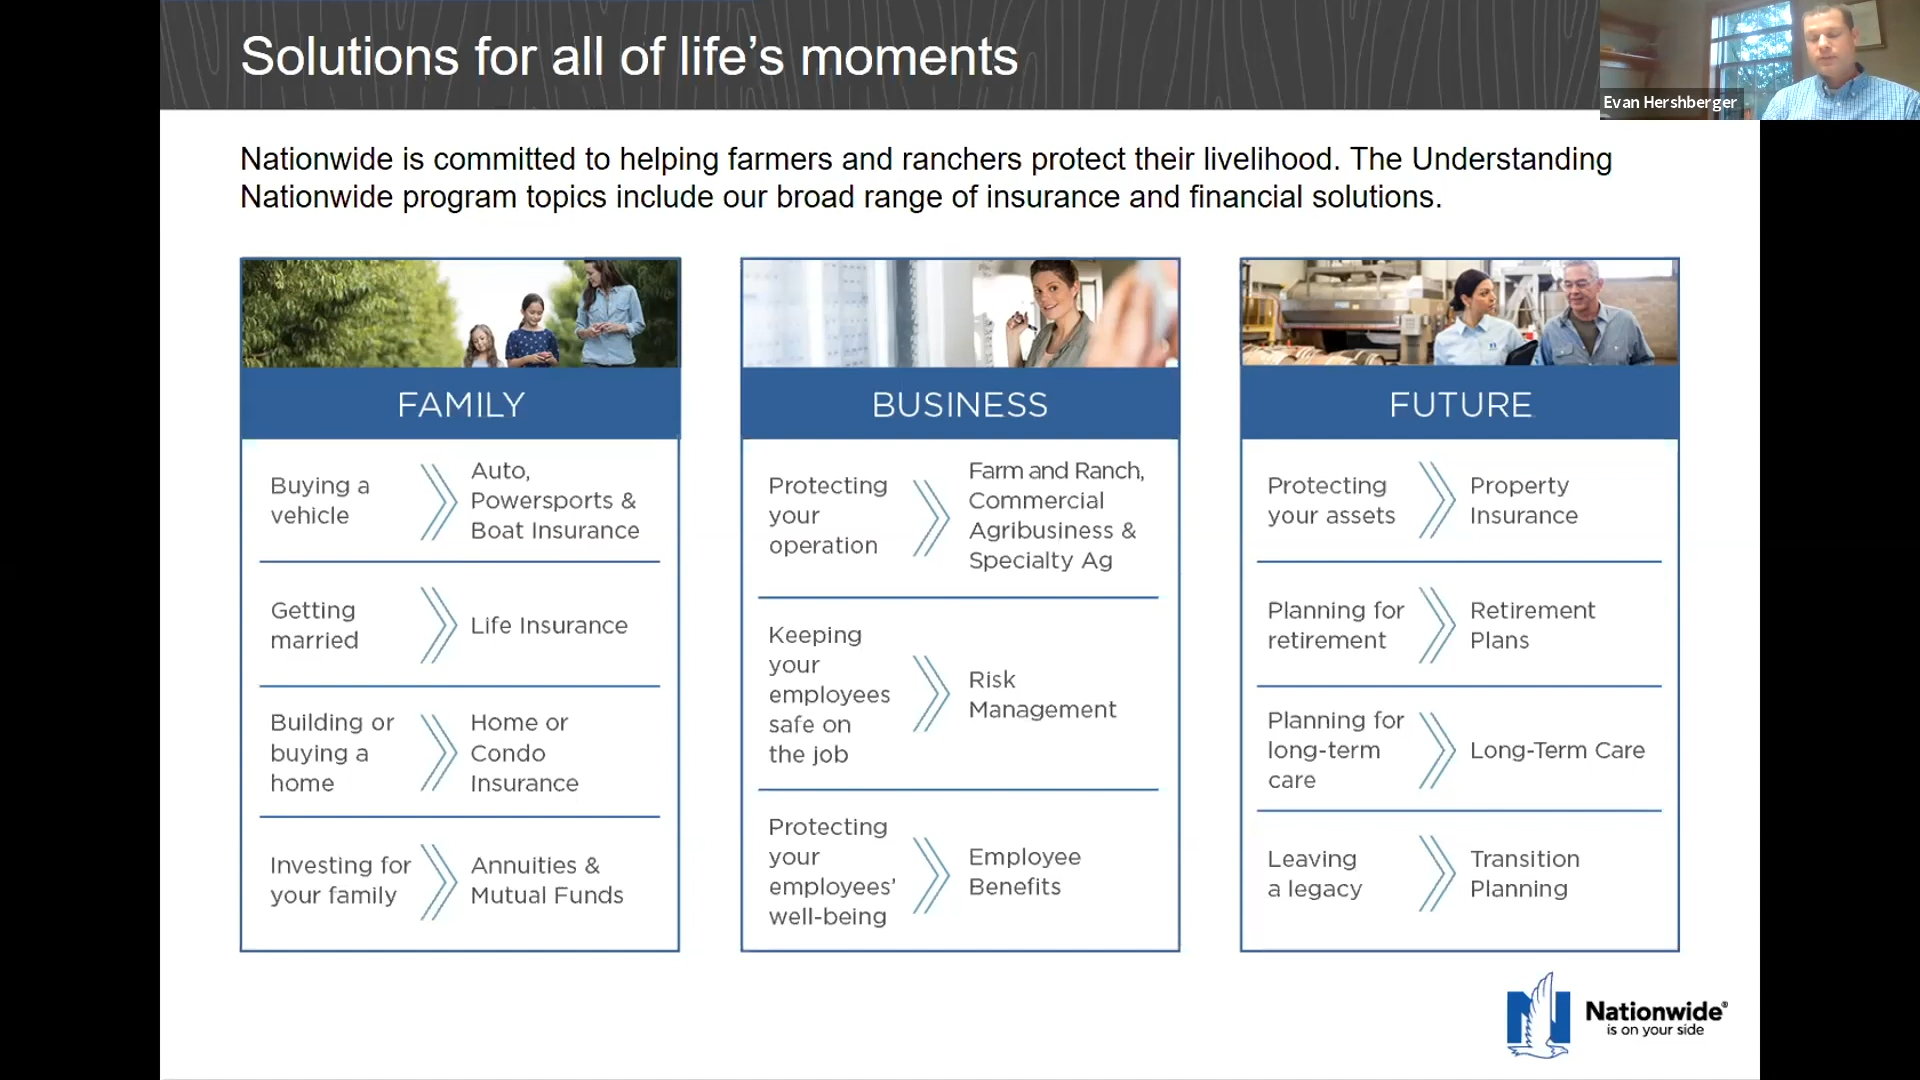 Solutions for all of life's moments
Evan Hershberger
Nationwide is committed to helping farmers and ranchers protect their livelihood. The Understanding
Nationwide program topics include our broad range of insurance and financial solutions.
FAMILY
Buying a
vehicle
Auto,
Powersports &
Boat Insurance
Getting
married
Life Insurance
Building or
buying a
home
Home or
Condo
Insurance
Investing for
your family
Annuities &
Mutual Funds
BUSINESS
Protecting
your
operation
Farm and Ranch,
Commercial
Agribusiness &
Specialty Ag
Keeping
your
employees
safe on
the job
Risk
Management
Protecting
your
employees'
well-being
Employee
Benefits
FUTURE
Protecting
your assets
Property
Insurance
Planning for
retirement
Retirement
Plans
Planning for
long-term
care
Long-Term Care
Leaving
a legacy
Transition
Planning
N
Nationwide®
is on your side